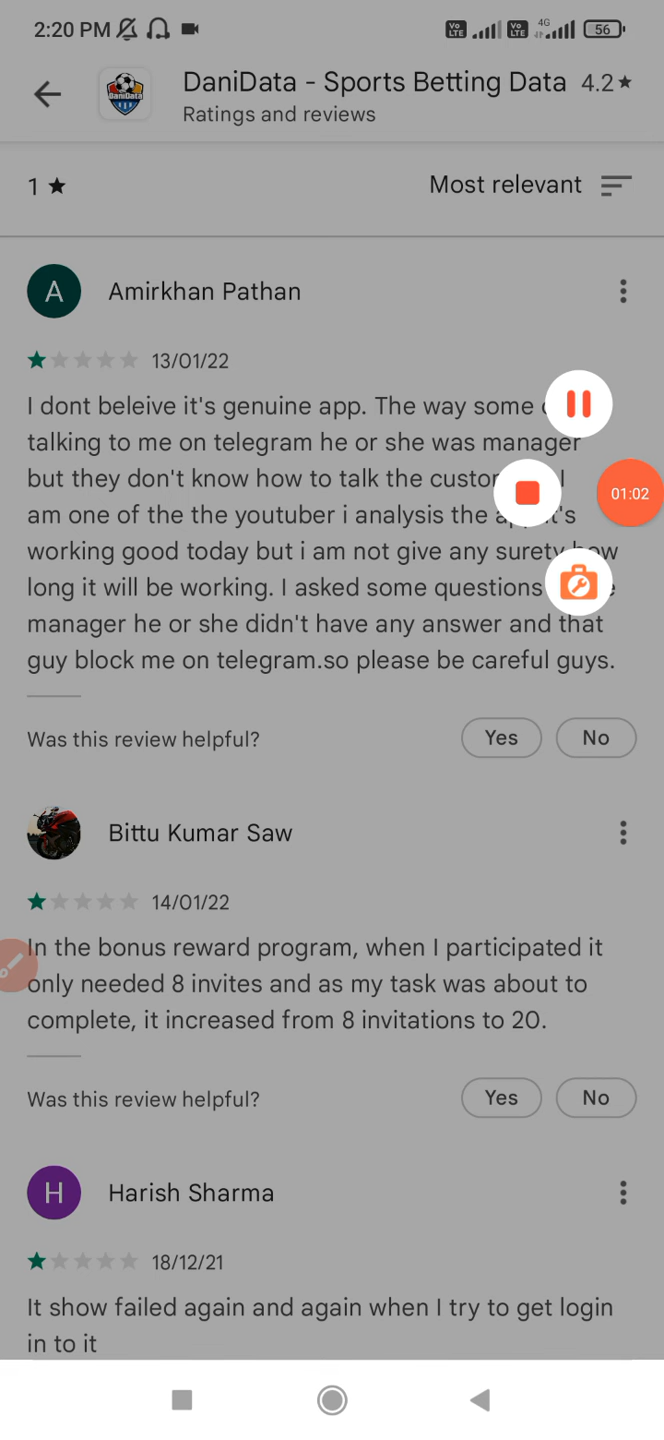 2:20 PM
Vo LTE Vo LTE 4G 56
DaniData - Sports Betting Data 4.2★
DaniData
Ratings and reviews
1 ★ Most relevant
A Amirkhan Pathan
13/01/22
I dont beleive it's genuine app. The way some
talking to me on telegram he or she was manager
but they don't know how to talk the I
am one of the the youtuber i analysis the
working good today but i am not give any surety how
long it will be working. I asked some questions
manager he or she didn't have any answer and that
guy block me on telegram.so please be careful guys.
01:02
Was this review helpful? Yes No
Bittu Kumar Saw
14/01/22
In the bonus reward program, when I participated it
only needed 8 invites and as my task was about to
complete, it increased from 8 invitations to 20.
Was this review helpful? Yes No
H Harish Sharma
18/12/21
It show failed again and again when I try to get login
in to it